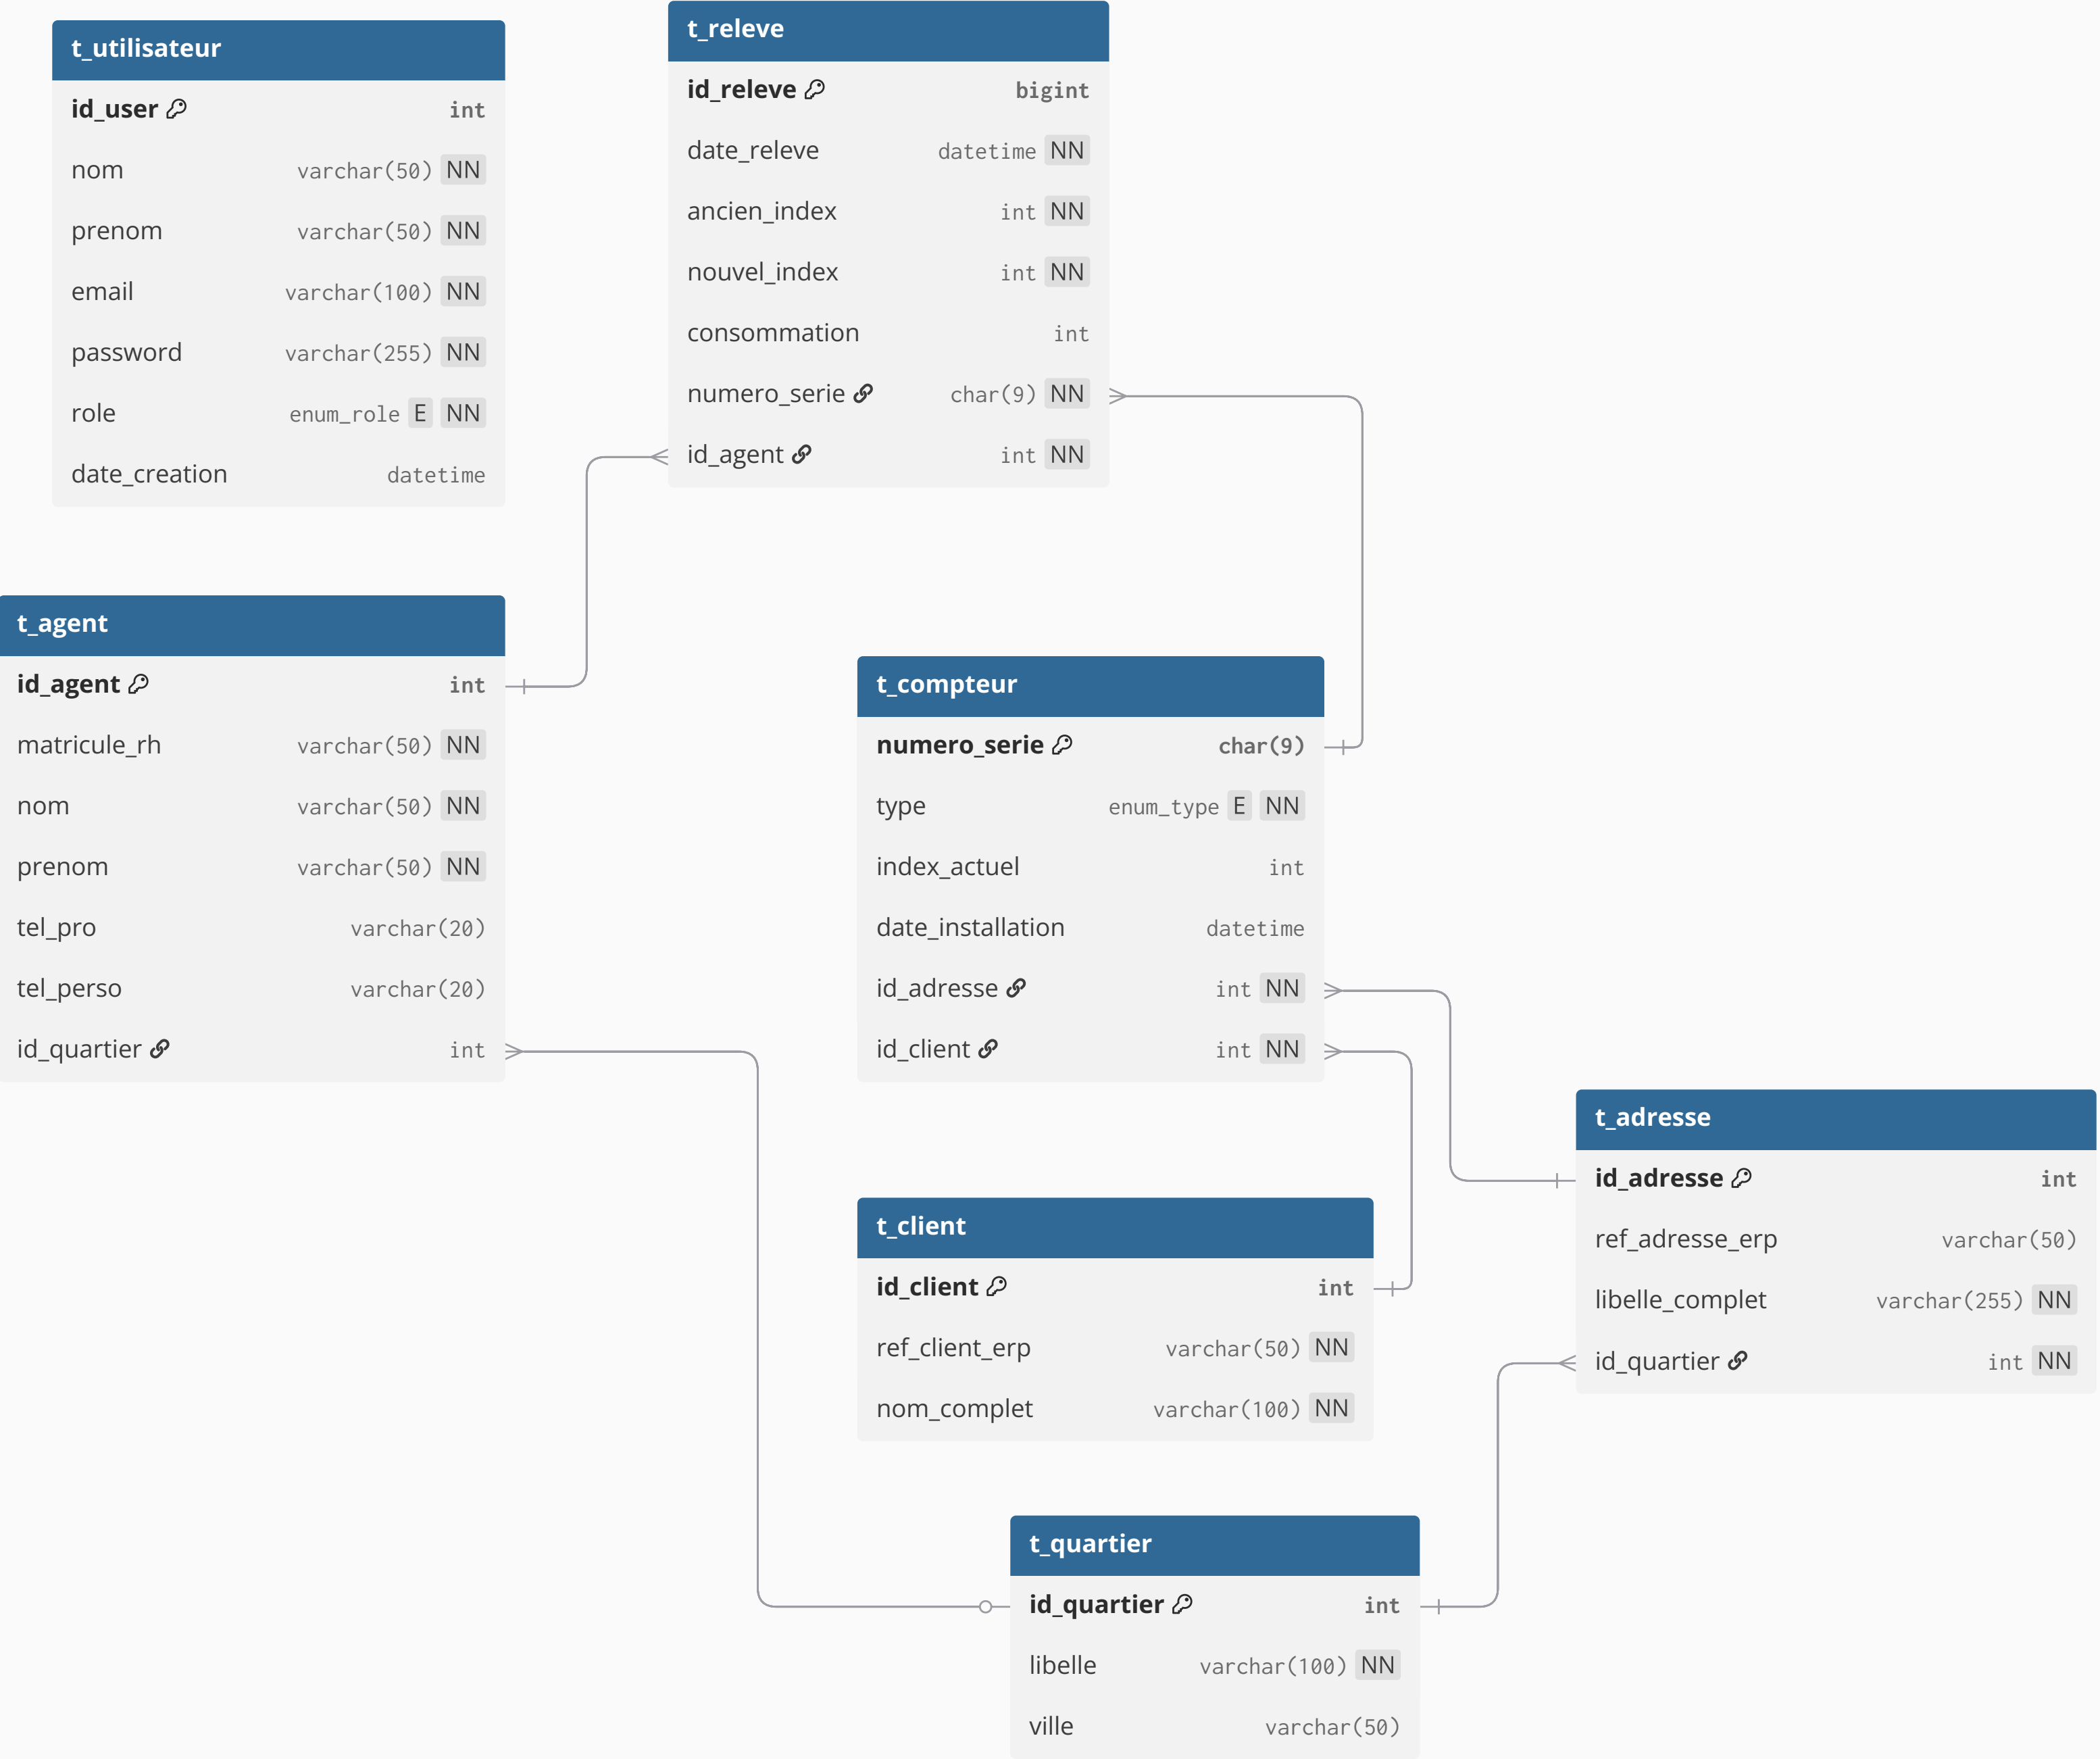 t_utilisateur
id_user int
nom varchar(50) NN
prenom varchar(50) NN
email varchar(100) NN
password varchar(255) NN
role enum_role E NN
date_creation datetime
t_releve
id_releve bigint
date_releve datetime NN
ancien_index int NN
nouvel_index int NN
consommation int
numero_serie char(9) NN
id_agent int NN
t_agent
id_agent int
matricule_rh varchar(50) NN
nom varchar(50) NN
prenom varchar(50) NN
tel_pro varchar(20)
tel_perso varchar(20)
id_quartier int
t_compteur
numero_serie char(9)
type enum_type E NN
index_actuel int
date_installation datetime
id_adresse int NN
id_client int NN
t_adresse
id_adresse int
ref_adresse_erp varchar(50)
libelle_complet varchar(255) NN
id_quartier int NN
t_client
id_client int
ref_client_erp varchar(50) NN
nom_complet varchar(100) NN
t_quartier
id_quartier int
libelle varchar(100) NN
ville varchar(50)